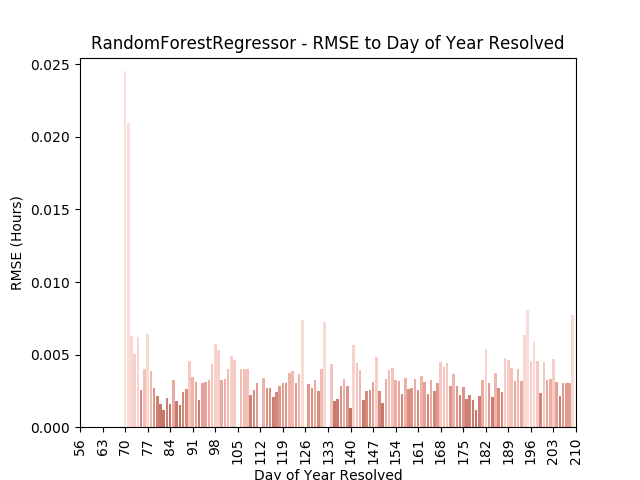 RandomForestRegressor - RMSE to Day of Year Resolved
0.025
0.020
0.015
0.010
0.005
0.000
RMSE (Hours)
56 63 70 77 84 91 98 105 112 119 126 133 140 147 154 161 168 175 182 189 196 203 210
Day of Year Resolved